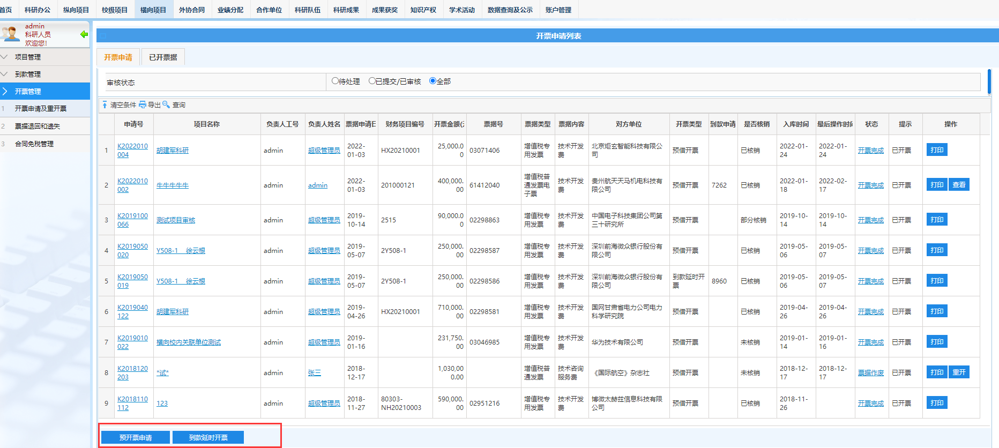 首页 科研办公 纵向项目 校级项目 横向项目 外协合同 业绩分配 合作单位 科研队伍 科研成果 成果获奖 知识产权 学术活动 数据查询及公示 账户管理
admin
科研人员
欢迎您!
项目管理
到款管理
开票管理
1 开票申请及重开票
2 票据退回和遗失
3 合同免税管理
开票申请列表
开票申请 已开票据
审核状态 待处理 已提交/已审核 全部
清空条件 导出 查询
申请号 项目名称 负责人工号 负责人姓名 票据申请日 财务项目编号 开票金额(元 票据号 票据类型 票据内容 对方单位 开票类型 到款申请 是否核销 入库时间 最后操作时间 状态 提示 操作
1 K2022010004 胡建军科研 admin 超级管理员 2022-01-03 HX20210001 25,000.00 03071406 增值税专用发票 技术开发费 北京炬玄智能科技有限公司 预借开票 已核销 2022-01-24 2022-01-24 开票完成 已开票 打印
2 K2022010002 牛牛牛牛牛 admin admin 2022-01-03 201000121 400,000.00 61412040 增值税普通发票电子票 技术开发费 贵州航天天马机电科技有限公司 预借开票 7262 已核销 2022-01-18 2022-02-17 开票完成 已开票 打印 查看
3 K2019100066 测试项目审核 admin 超级管理员 2019-10-14 2515 90,000.00 02298863 增值税专用发票 技术开发费 中国电子科技集团公司第三十研究所 预借开票 部分核销 2019-10-14 2019-10-14 开票完成 已开票 打印
4 K2019050020 Y508-1 徐云根 admin 超级管理员 2019-05-07 2Y508-1 250,000.00 02298587 增值税专用发票 技术开发费 深圳前海微众银行股份有限公司 预借开票 已核销 2019-05-06 2019-05-07 开票完成 已开票 打印
5 K2019050019 Y508-1 徐云根 admin 超级管理员 2019-05-07 2Y508-1 250,000.00 02298586 增值税专用发票 技术开发费 深圳前海微众银行股份有限公司 到款延时开票 8960 已核销 2019-05-06 2019-05-07 开票完成 已开票 打印
6 K2019040122 胡建军科研 admin 超级管理员 2019-04-26 HX20210001 710,000.00 02298581 增值税专用发票 技术开发费 国网甘肃省电力公司电力科学研究院 预借开票 已核销 2019-04-26 2019-04-26 开票完成 已开票 打印
7 K2019010022 横向校内关联单位测试 admin 超级管理员 2019-01-16 231,750.00 03046985 增值税专用发票 技术开发费 华为技术有限公司 预借开票 未核销 2019-01-14 2019-01-16 开票完成 已开票 打印
8 K2018120203 *试* admin 张三 2018-12-17 1,030,000.00 增值税普通发票 技术咨询服务费 《国际航空》杂志社 预借开票 未核销 2018-12-17 2018-12-17 票据作废 已开票 打印 重开
9 K2018110112 123 admin 超级管理员 2018-11-27 80303-NH20210003 590,000.00 02951216 增值税专用发票 技术开发费 博微太赫兹信息科技有限公司 预借开票 已核销 2018-11-26 开票完成 已开票 打印
预开票申请 到款延时开票